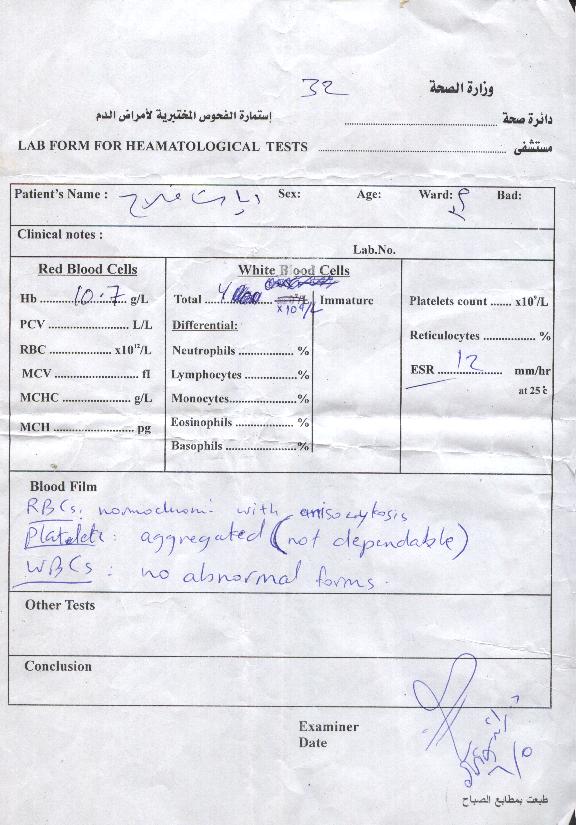 32
وزارة الصحة
إستمارة الفحوص المختبرية لأمراض الدم
دائرة صحة ........................
LAB FORM FOR HEAMATOLOGICAL TESTS ........................ مستشفى
Patient's Name : Sex: Age: Ward: Bad:
Clinical notes :
Lab.No.
Red Blood Cells
Hb ... 10.7 ... g/L
PCV ........................ L/L
RBC ........................ x10¹²/L
MCV ........................ fl
MCHC ........................ g/L
MCH ........................ pg
White Blood Cells
Total ... x10⁹/L Immature
Differential:
Neutrophils ............ %
Lymphocytes ............ %
Monocytes ............ %
Eosinophils ............ %
Basophils ............ %
Platelets count ...... x10⁹/L
Reticulocytes ............ %
ESR ... 12 ... mm/hr
at 25 c
Blood Film
RBCs: normochromi with anisocytosis
Platelets: aggregated (not dependable)
WBCs: no abnormal forms.
Other Tests
Conclusion
Examiner
Date
طبعت بمطابع الصباح